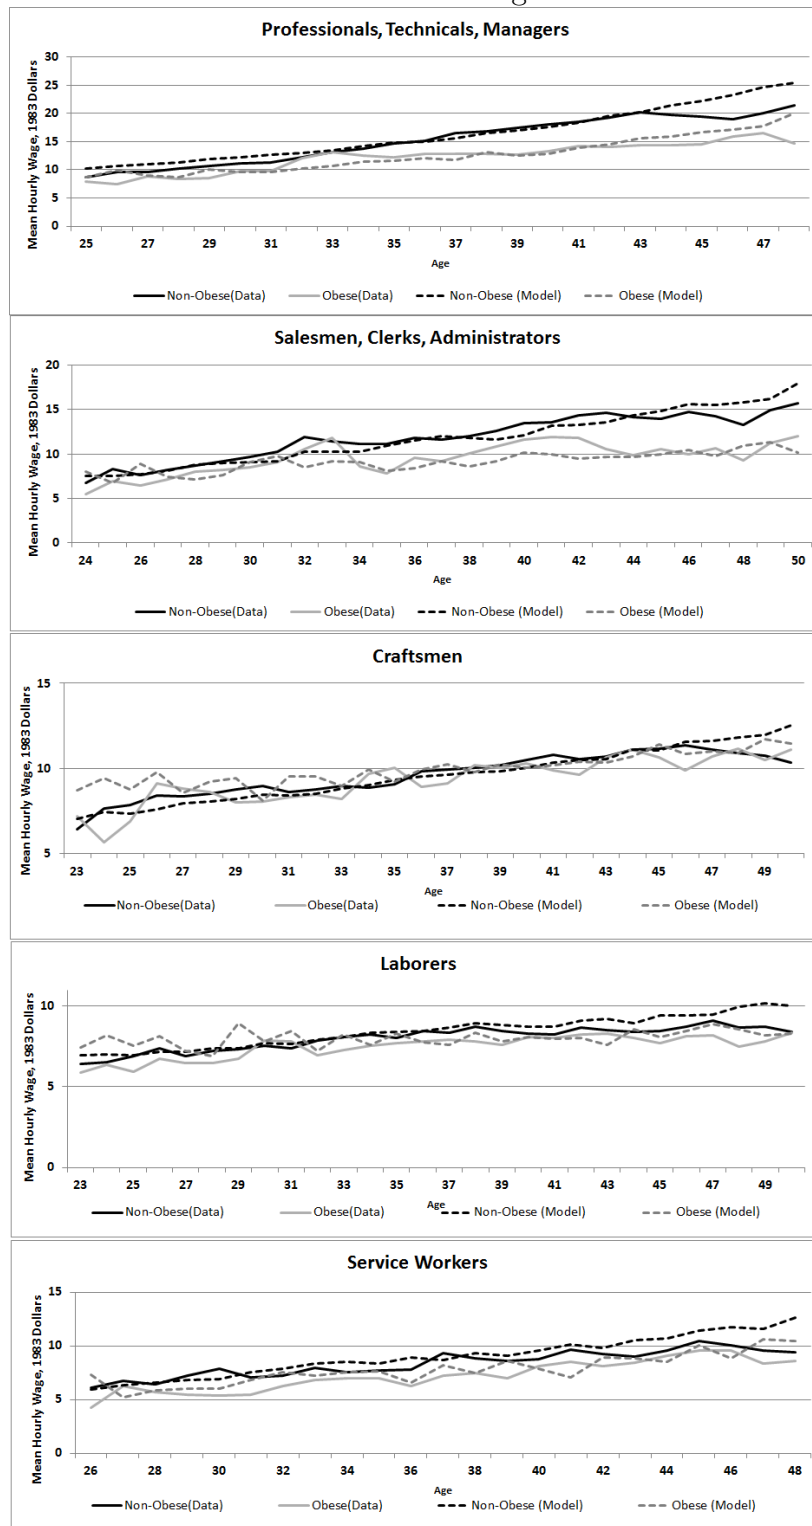 Professionals, Technicals, Managers
Mean Hourly Wage, 1983 Dollars
30
25
20
15
10
5
0
25 27 29 31 33 35 37 39 41 43 45 47
Age
Non-Obese(Data) Obese(Data) Non-Obese (Model) Obese (Model)
Salesmen, Clerks, Administrators
Mean Hourly Wage, 1983 Dollars
20
15
10
5
0
24 26 28 30 32 34 36 38 40 42 44 46 48 50
Age
Non-Obese(Data) Obese(Data) Non-Obese (Model) Obese (Model)
Craftsmen
Mean Hourly Wage, 1983 Dollars
15
10
5
23 25 27 29 31 33 35 37 39 41 43 45 47 49
Age
Non-Obese(Data) Obese(Data) Non-Obese (Model) Obese (Model)
Laborers
Mean Hourly Wage, 1983 Dollars
10
5
0
23 25 27 29 31 33 35 37 39 41 43 45 47 49
Age
Non-Obese(Data) Obese(Data) Non-Obese (Model) Obese (Model)
Service Workers
Mean Hourly Wage, 1983 Dollars
15
10
5
0
26 28 30 32 34 36 38 40 42 44 46 48
Age
Non-Obese(Data) Obese(Data) Non-Obese (Model) Obese (Model)